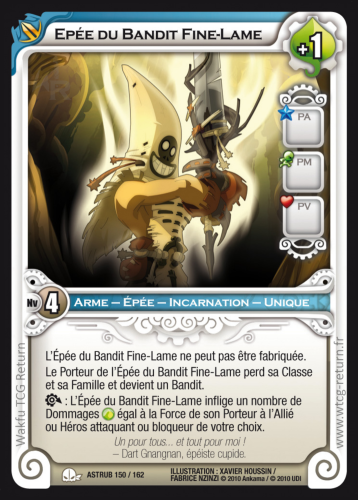 EPÉE DU BANDIT FINE-LAME
+1
PA
PM
PV
Nv 4
ARME – ÉPÉE – INCARNATION – UNIQUE
L'Épée du Bandit Fine-Lame ne peut pas être fabriquée.
Le Porteur de l'Épée du Bandit Fine-Lame perd sa Classe
et sa Famille et devient un Bandit.
: L'Épée du Bandit Fine-Lame inflige un nombre de
Dommages égal à la Force de son Porteur à l'Allié
ou Héros attaquant ou bloqueur de votre choix.
Un pour tous... et tout pour moi !
– Dart Gnangnan, épéiste cupide.
ASTRUB 150 / 162
ILLUSTRATION : XAVIER HOUSSIN /
FABRICE NZINZI © 2010 Ankama / © 2010 UDI
Wakfu TCG Return
www.wtcg-return.fr